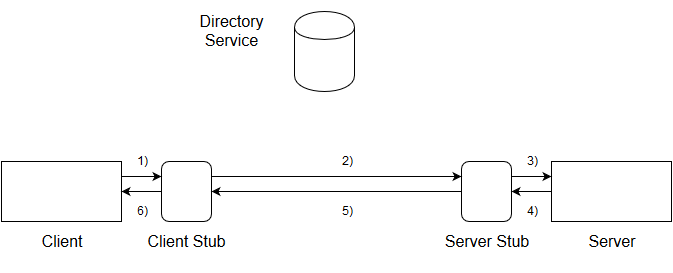 Directory
Service
1)
2)
3)
6)
5)
4)
Client
Client Stub
Server Stub
Server